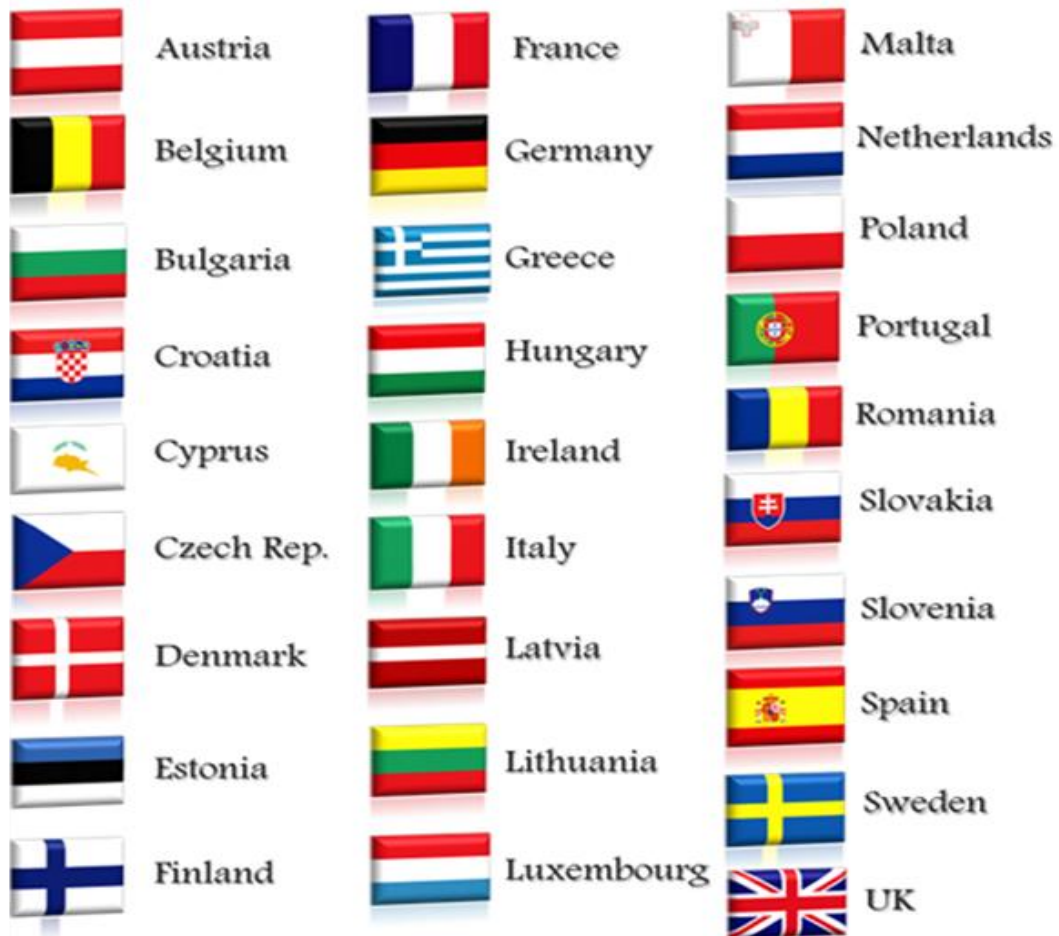 Austria
Belgium
Bulgaria
Croatia
Cyprus
Czech Rep.
Denmark
Estonia
Finland
France
Germany
Greece
Hungary
Ireland
Italy
Latvia
Lithuania
Luxembourg
Malta
Netherlands
Poland
Portugal
Romania
Slovakia
Slovenia
Spain
Sweden
UK